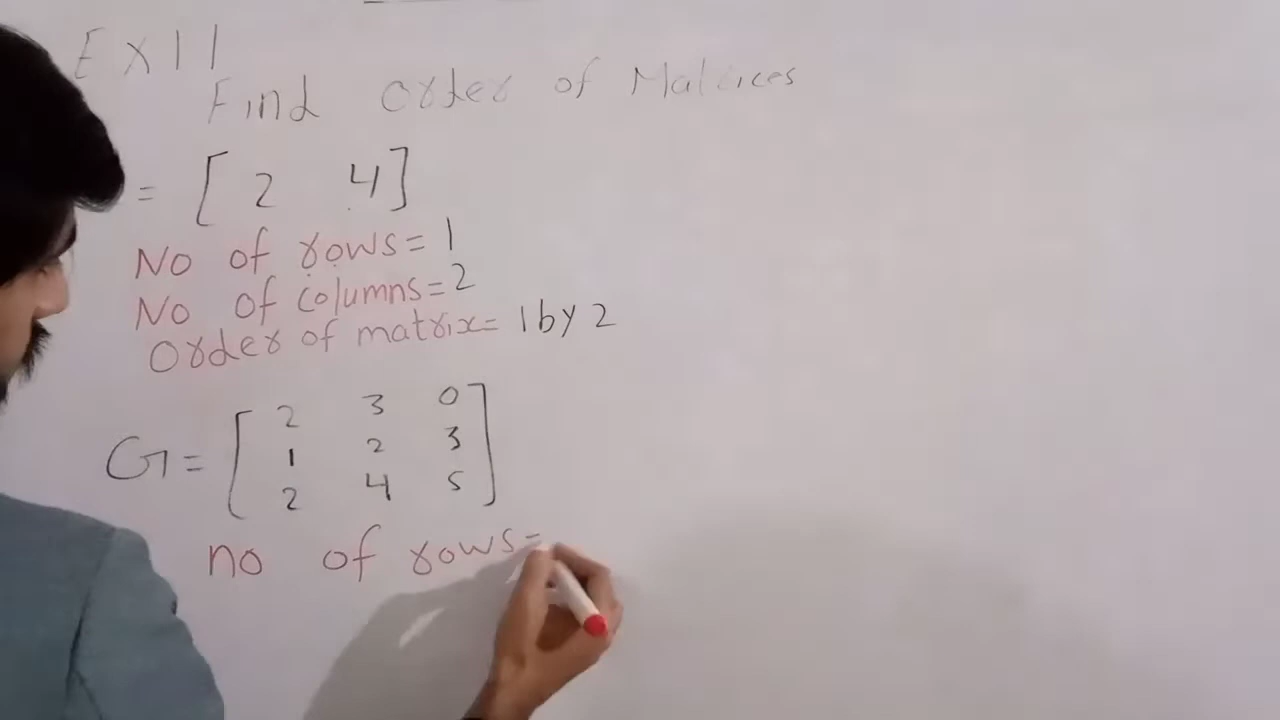 EX 11
Find Order of Matrices
= [ 2 4 ]
No of rows = 1
No of columns = 2
Order of matrix = 1 by 2
2 3 0
G = [ 1 2 3 ]
2 4 5
no of rows =